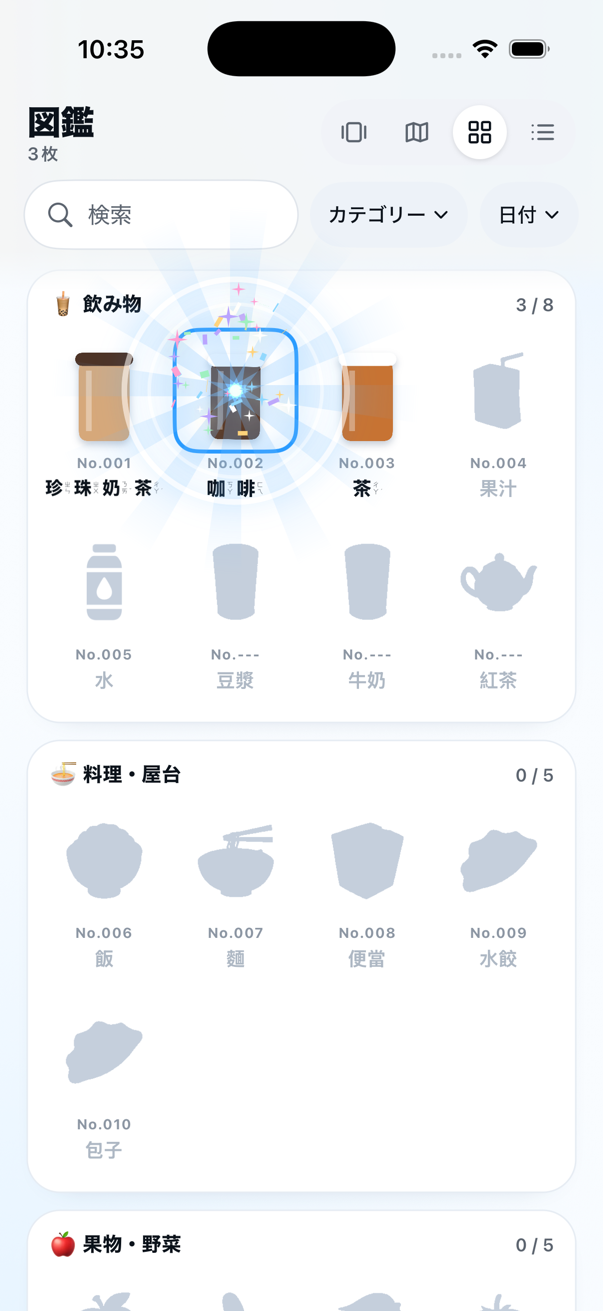 10:35
図鑑
3枚
検索
カテゴリー
日付
飲み物
3 / 8
No.001
No.002
No.003
No.004
珍珠奶茶
咖啡
茶
果汁
No.005
No.---
No.---
No.---
水
豆漿
牛奶
紅茶
料理・屋台
0 / 5
No.006
No.007
No.008
No.009
飯
麵
便當
水餃
No.010
包子
果物・野菜
0 / 5